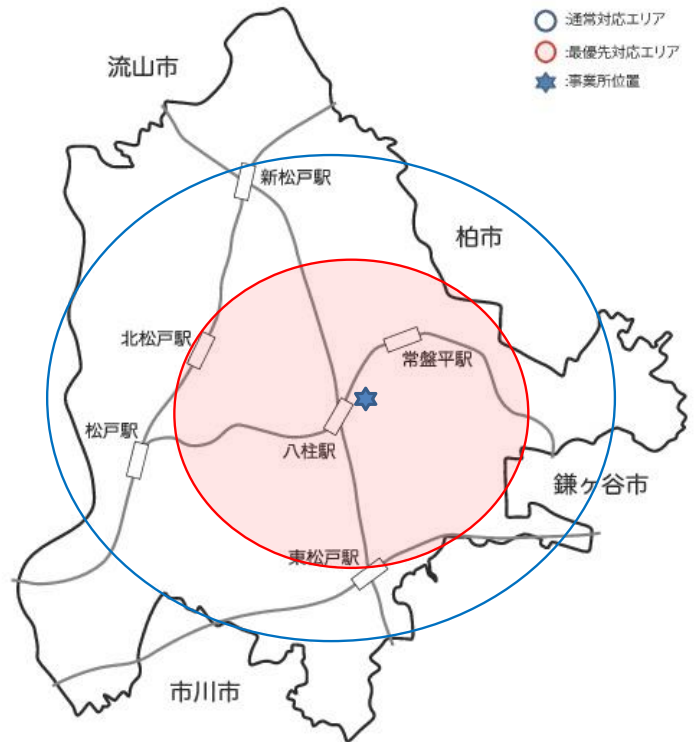 :通常対応エリア
:最優先対応エリア
:事業所位置
流山市
新松戸駅
柏市
北松戸駅
常盤平駅
松戸駅
八柱駅
鎌ヶ谷市
東松戸駅
市川市